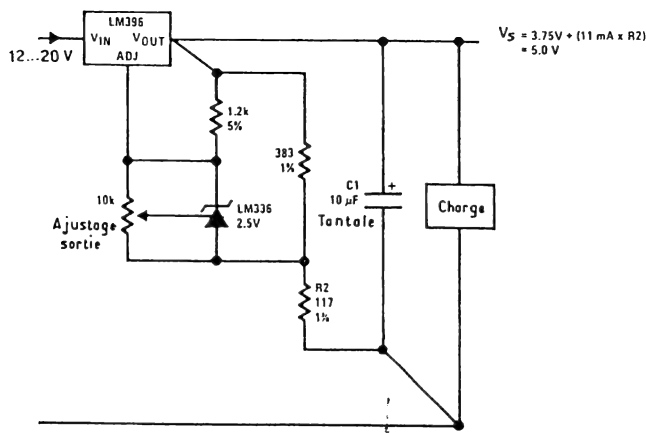 LM396
VIN VOUT
ADJ
12...20 V
VS = 3.75V + (11 mA x R2)
= 5.0 V
1.2k
5%
383
1%
10k
Ajustage
sortie
LM336
2.5V
C1
10 µF
Tantale
+
Charge
R2
117
1%